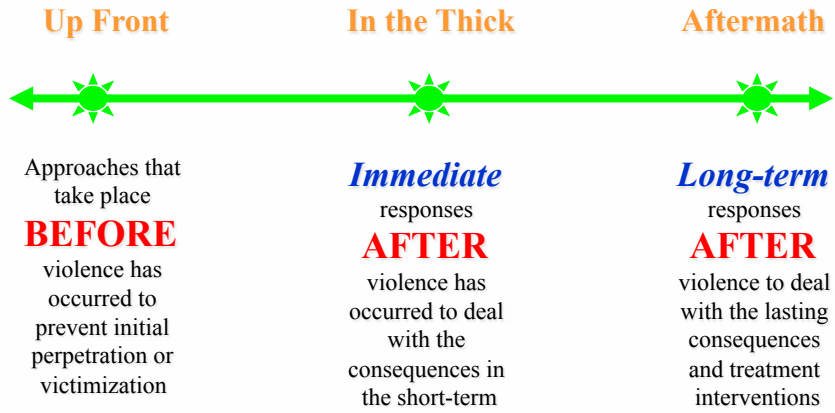 Up Front
In the Thick
Aftermath
Approaches that
take place
BEFORE
violence has
occurred to
prevent initial
perpetration or
victimization
Immediate
responses
AFTER
violence has
occurred to deal
with the
consequences in
the short-term
Long-term
responses
AFTER
violence to deal
with the lasting
consequences
and treatment
interventions